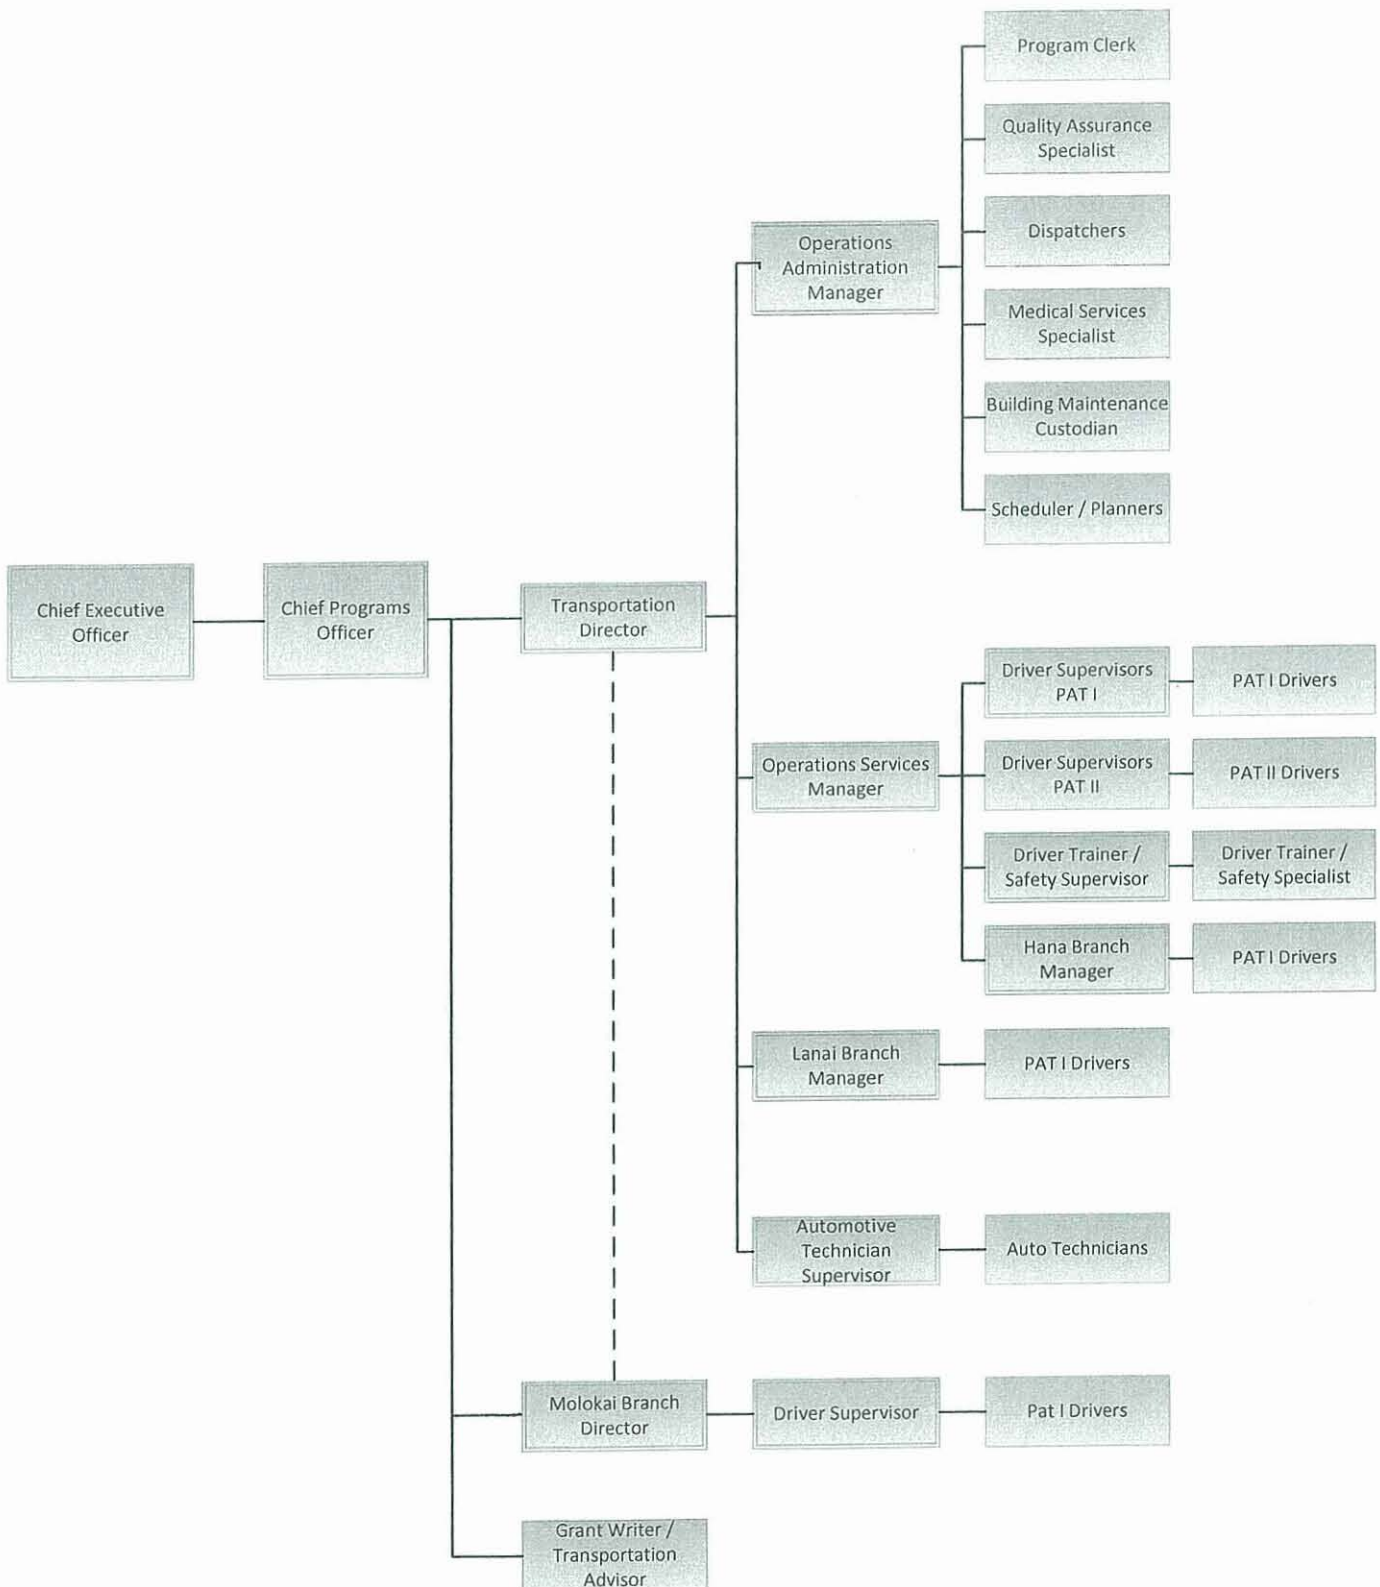 Program Clerk
Quality Assurance
Specialist
Dispatchers
Operations
Administration
Manager
Medical Services
Specialist
Building Maintenance
Custodian
Scheduler / Planners
Chief Executive
Officer
Chief Programs
Officer
Transportation
Director
Driver Supervisors
PAT I
PAT I Drivers
Operations Services
Manager
Driver Supervisors
PAT II
PAT II Drivers
Driver Trainer /
Safety Supervisor
Driver Trainer /
Safety Specialist
Hana Branch
Manager
PAT I Drivers
Lanai Branch
Manager
PAT I Drivers
Automotive
Technician
Supervisor
Auto Technicians
Molokai Branch
Director
Driver Supervisor
Pat I Drivers
Grant Writer /
Transportation
Advisor